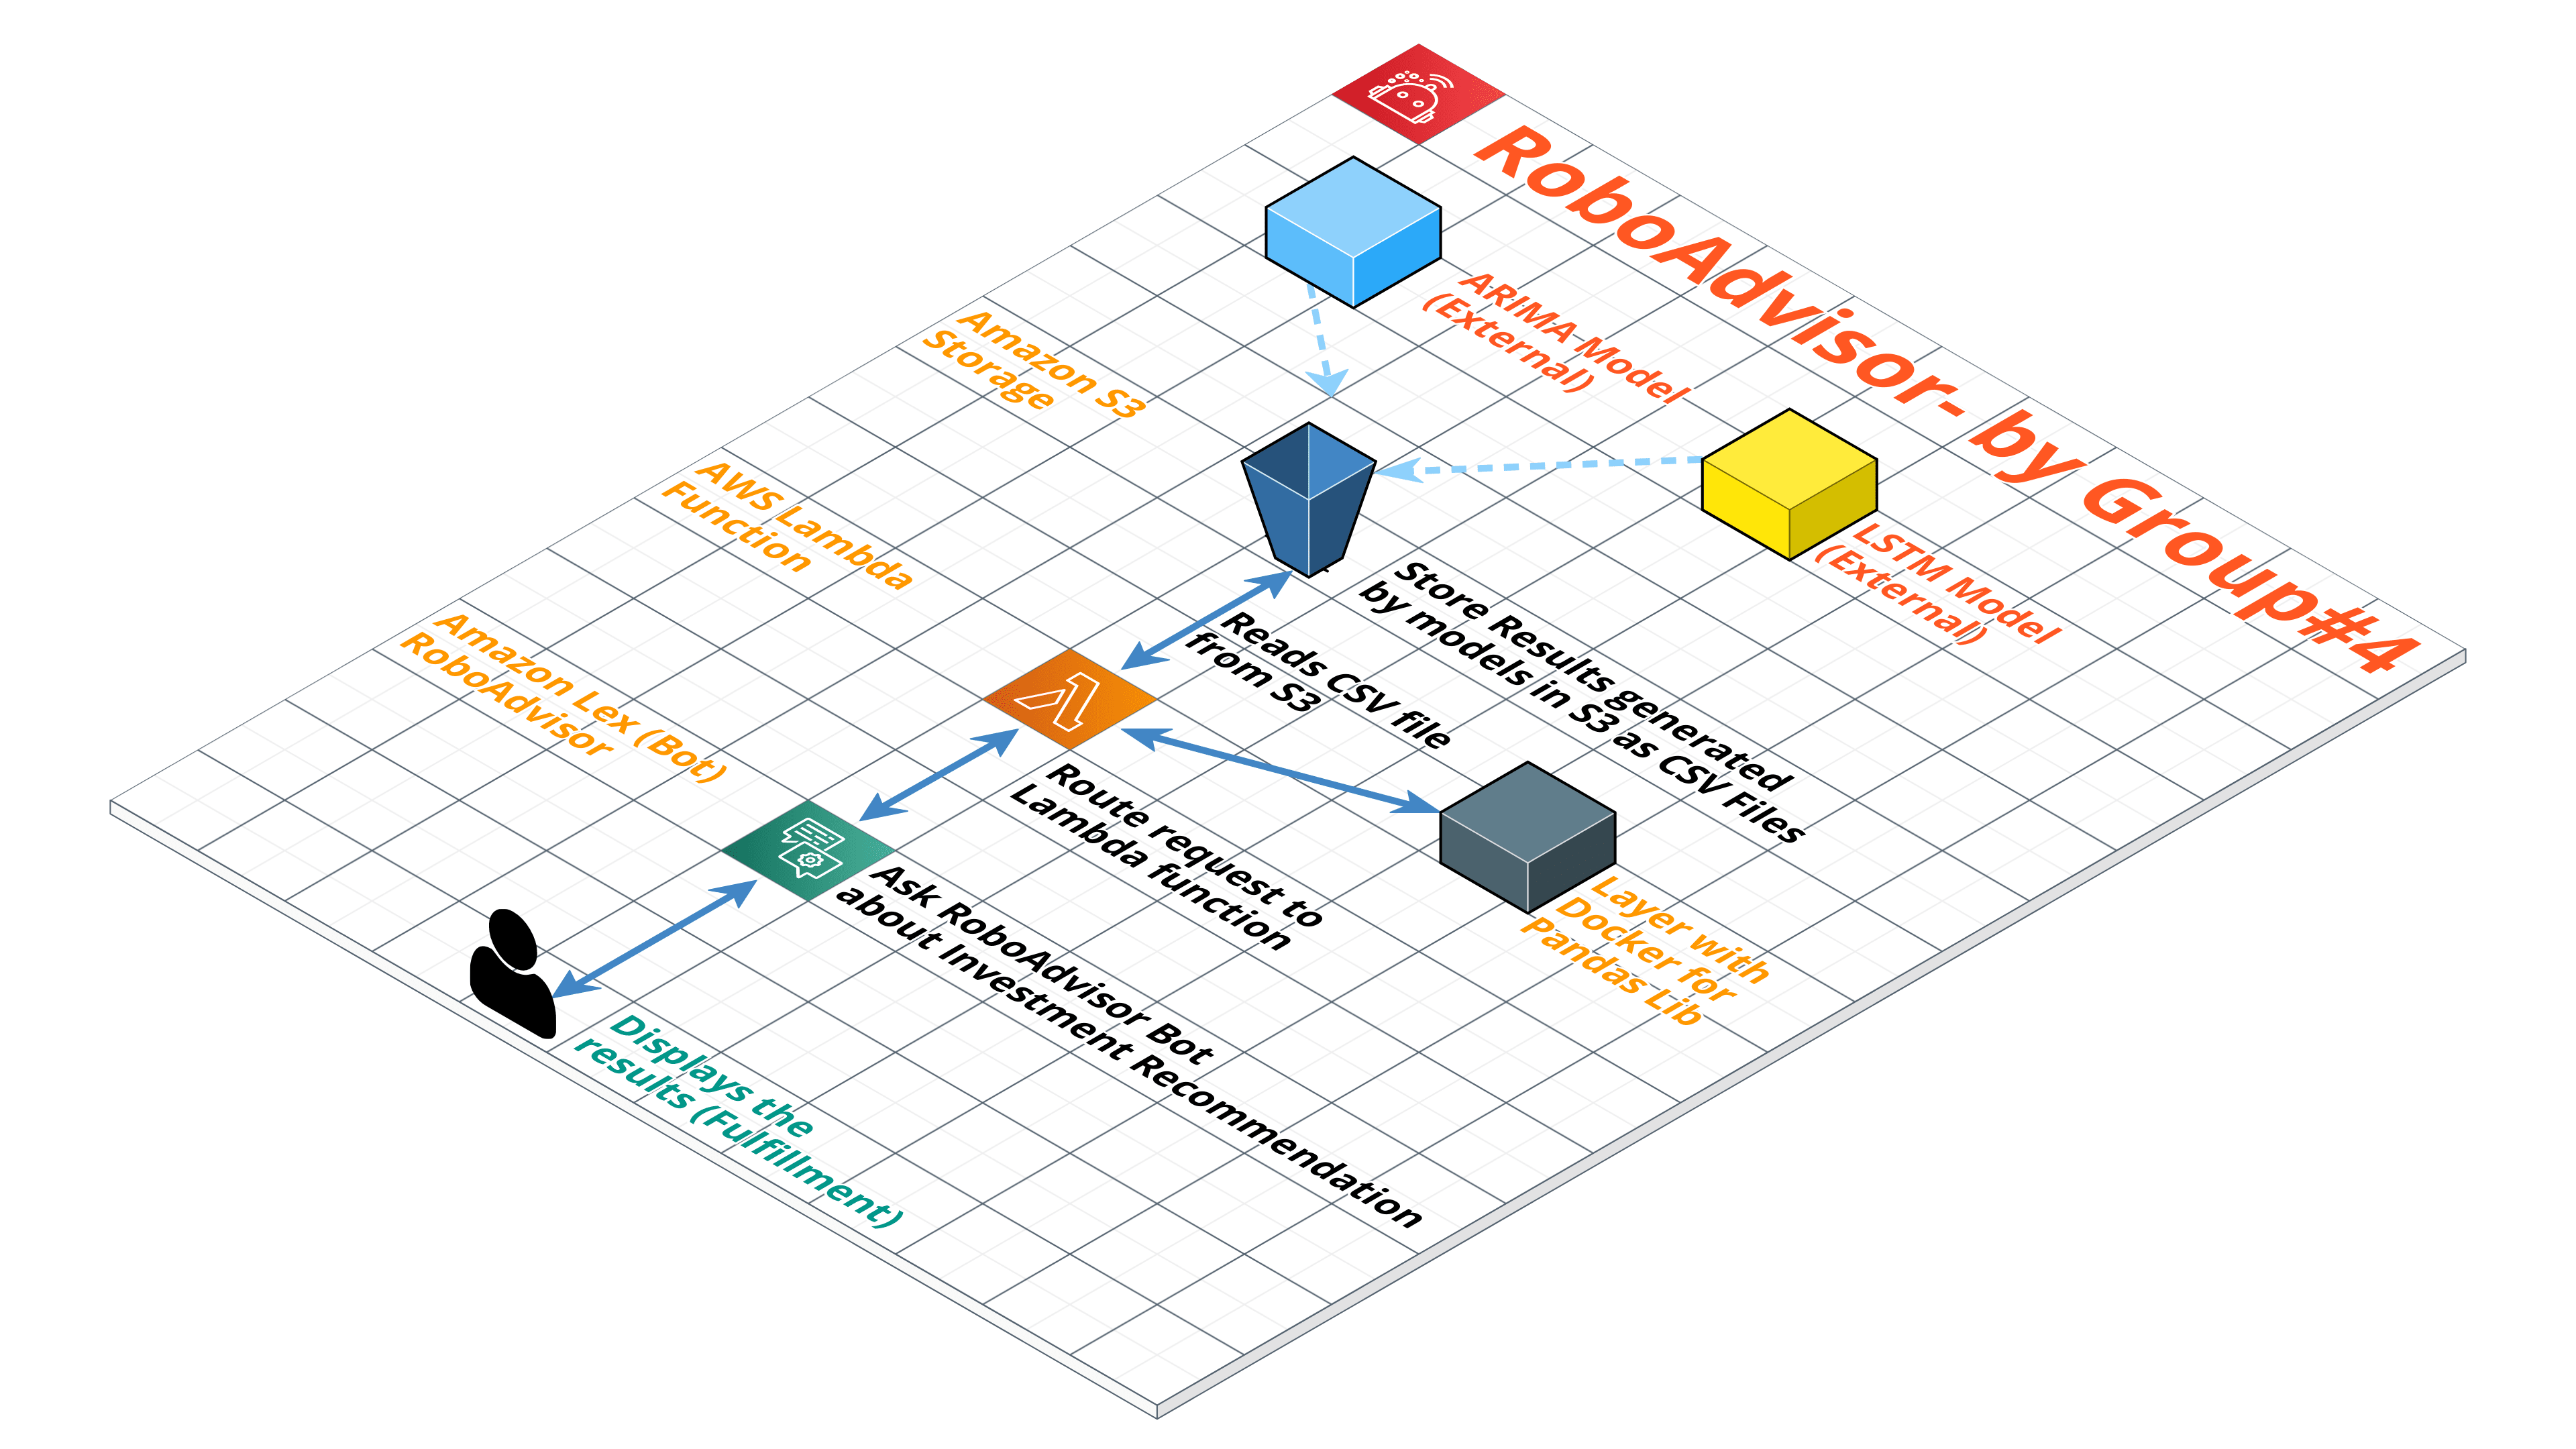 RoboAdvisor- by Group#4
ARIMA Model
(External)
Amazon S3
Storage
LSTM Model
(External)
AWS Lambda
Function
Store Results generated
by models in S3 as CSV Files
Reads CSV file
from S3
Amazon Lex (Bot)
RoboAdvisor
Route request to
Lambda function
Layer with
Docker for
Pandas Lib
Ask RoboAdvisor Bot
about Investment Recommendation
Displays the
results (Fulfillment)